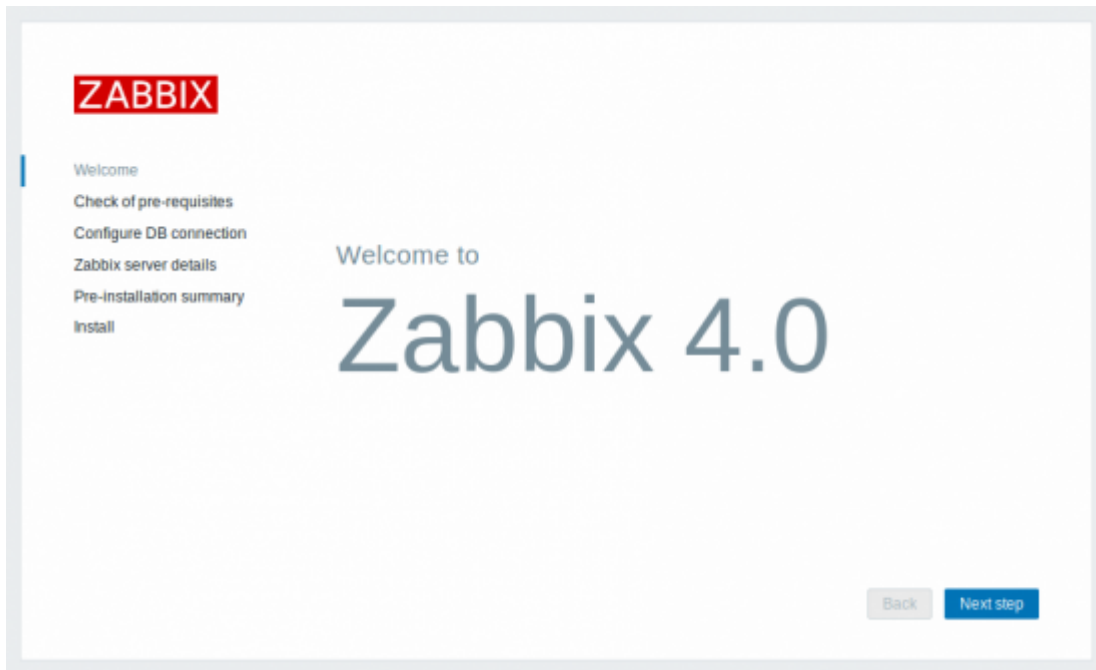 ZABBIX
Welcome
Check of pre-requisites
Configure DB connection
Zabbix server details
Pre-installation summary
Install
Welcome to
Zabbix 4.0
Back
Next step